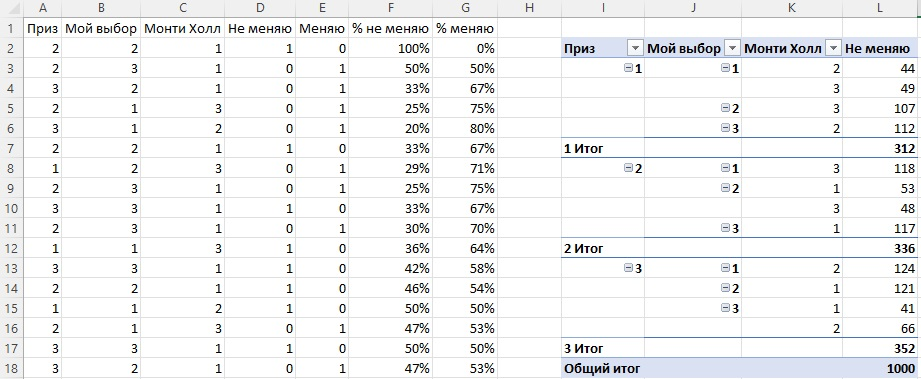 A B C D E F G H I J K L
1 Приз Мой выбор Монти Холл Не меняю Меняю % не меняю % меняю
2 2 2 1 1 0 100% 0% Приз Мой выбор Монти Холл Не меняю
3 2 3 1 0 1 50% 50% 1 1 2 44
4 3 2 1 0 1 33% 67% 3 49
5 2 1 3 0 1 25% 75% 2 3 107
6 3 1 2 0 1 20% 80% 3 2 112
7 2 2 1 1 0 33% 67% 1 Итог 312
8 1 2 3 0 1 29% 71% 2 1 3 118
9 2 3 1 0 1 25% 75% 2 1 53
10 3 3 1 1 0 33% 67% 3 48
11 2 3 1 0 1 30% 70% 3 1 117
12 1 1 3 1 0 36% 64% 2 Итог 336
13 3 3 1 1 0 42% 58% 3 1 2 124
14 2 2 1 1 0 46% 54% 2 1 121
15 1 1 2 1 0 50% 50% 3 1 41
16 2 1 3 0 1 47% 53% 2 66
17 3 3 1 1 0 50% 50% 3 Итог 352
18 3 2 1 0 1 47% 53% Общий итог 1000